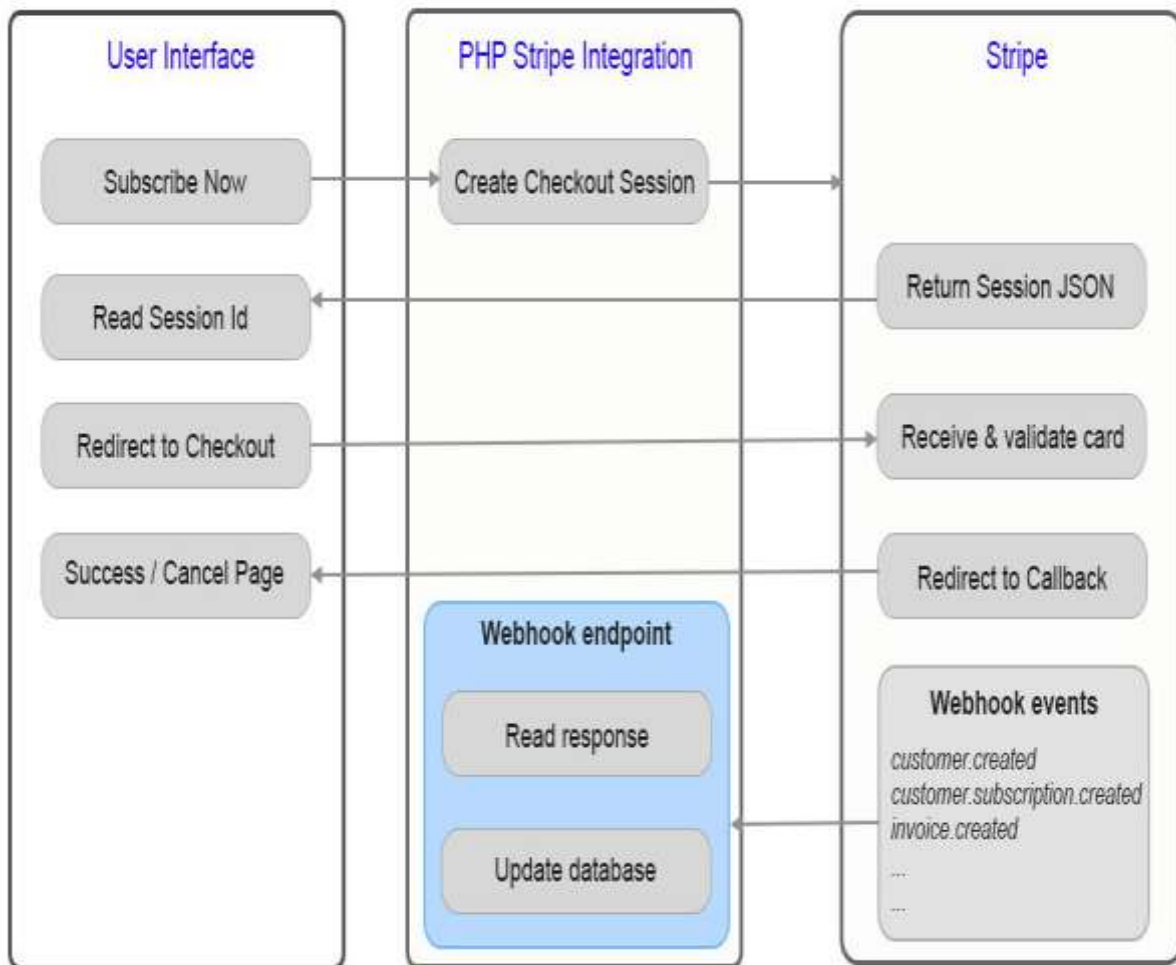 User Interface
PHP Stripe Integration
Stripe
Subscribe Now
Create Checkout Session
Return Session JSON
Read Session Id
Redirect to Checkout
Receive & validate card
Success / Cancel Page
Redirect to Callback
Webhook endpoint
Read response
Update database
Webhook events
customer.created
customer.subscription.created
invoice.created
...
...